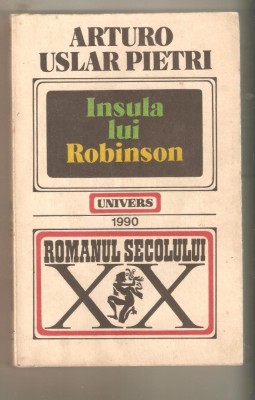 ARTURO
USLAR PIETRI
Insula
lui
Robinson
UNIVERS
1990
ROMANUL SECOLULUI
XX